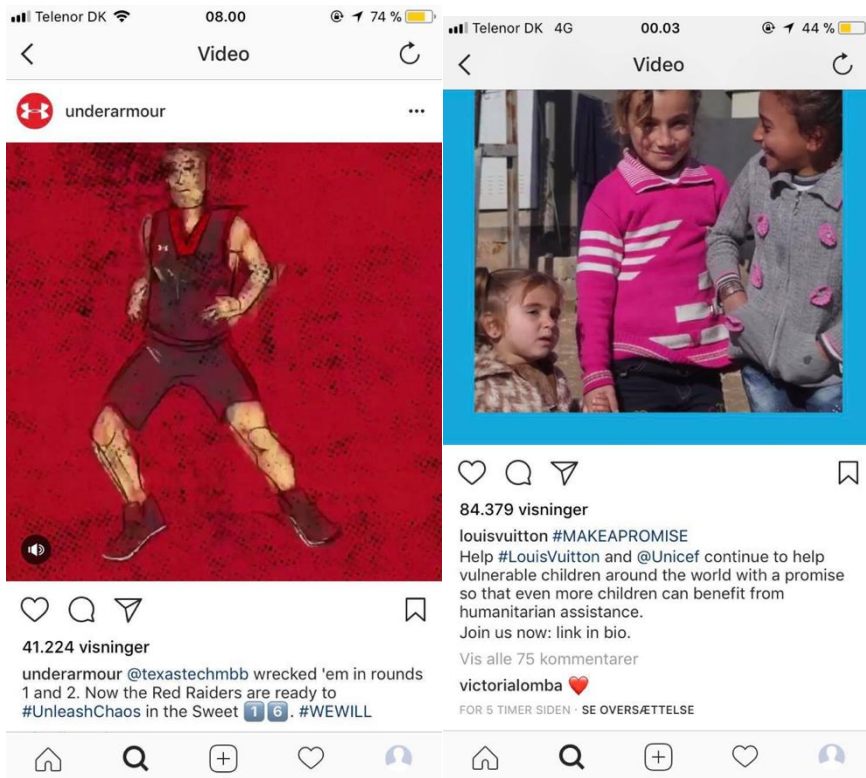 Telenor DK 08.00 74 %
Video
underarmour
41.224 visninger
underarmour @texastechmbb wrecked 'em in rounds
1 and 2. Now the Red Raiders are ready to
#UnleashChaos in the Sweet 1 6. #WEWILL
Telenor DK 4G 00.03 44 %
Video
84.379 visninger
louisvuitton #MAKEAPROMISE
Help #LouisVuitton and @Unicef continue to help
vulnerable children around the world with a promise
so that even more children can benefit from
humanitarian assistance.
Join us now: link in bio.
Vis alle 75 kommentarer
victorialomba ❤️
FOR 5 TIMER SIDEN · SE OVERSÆTTELSE